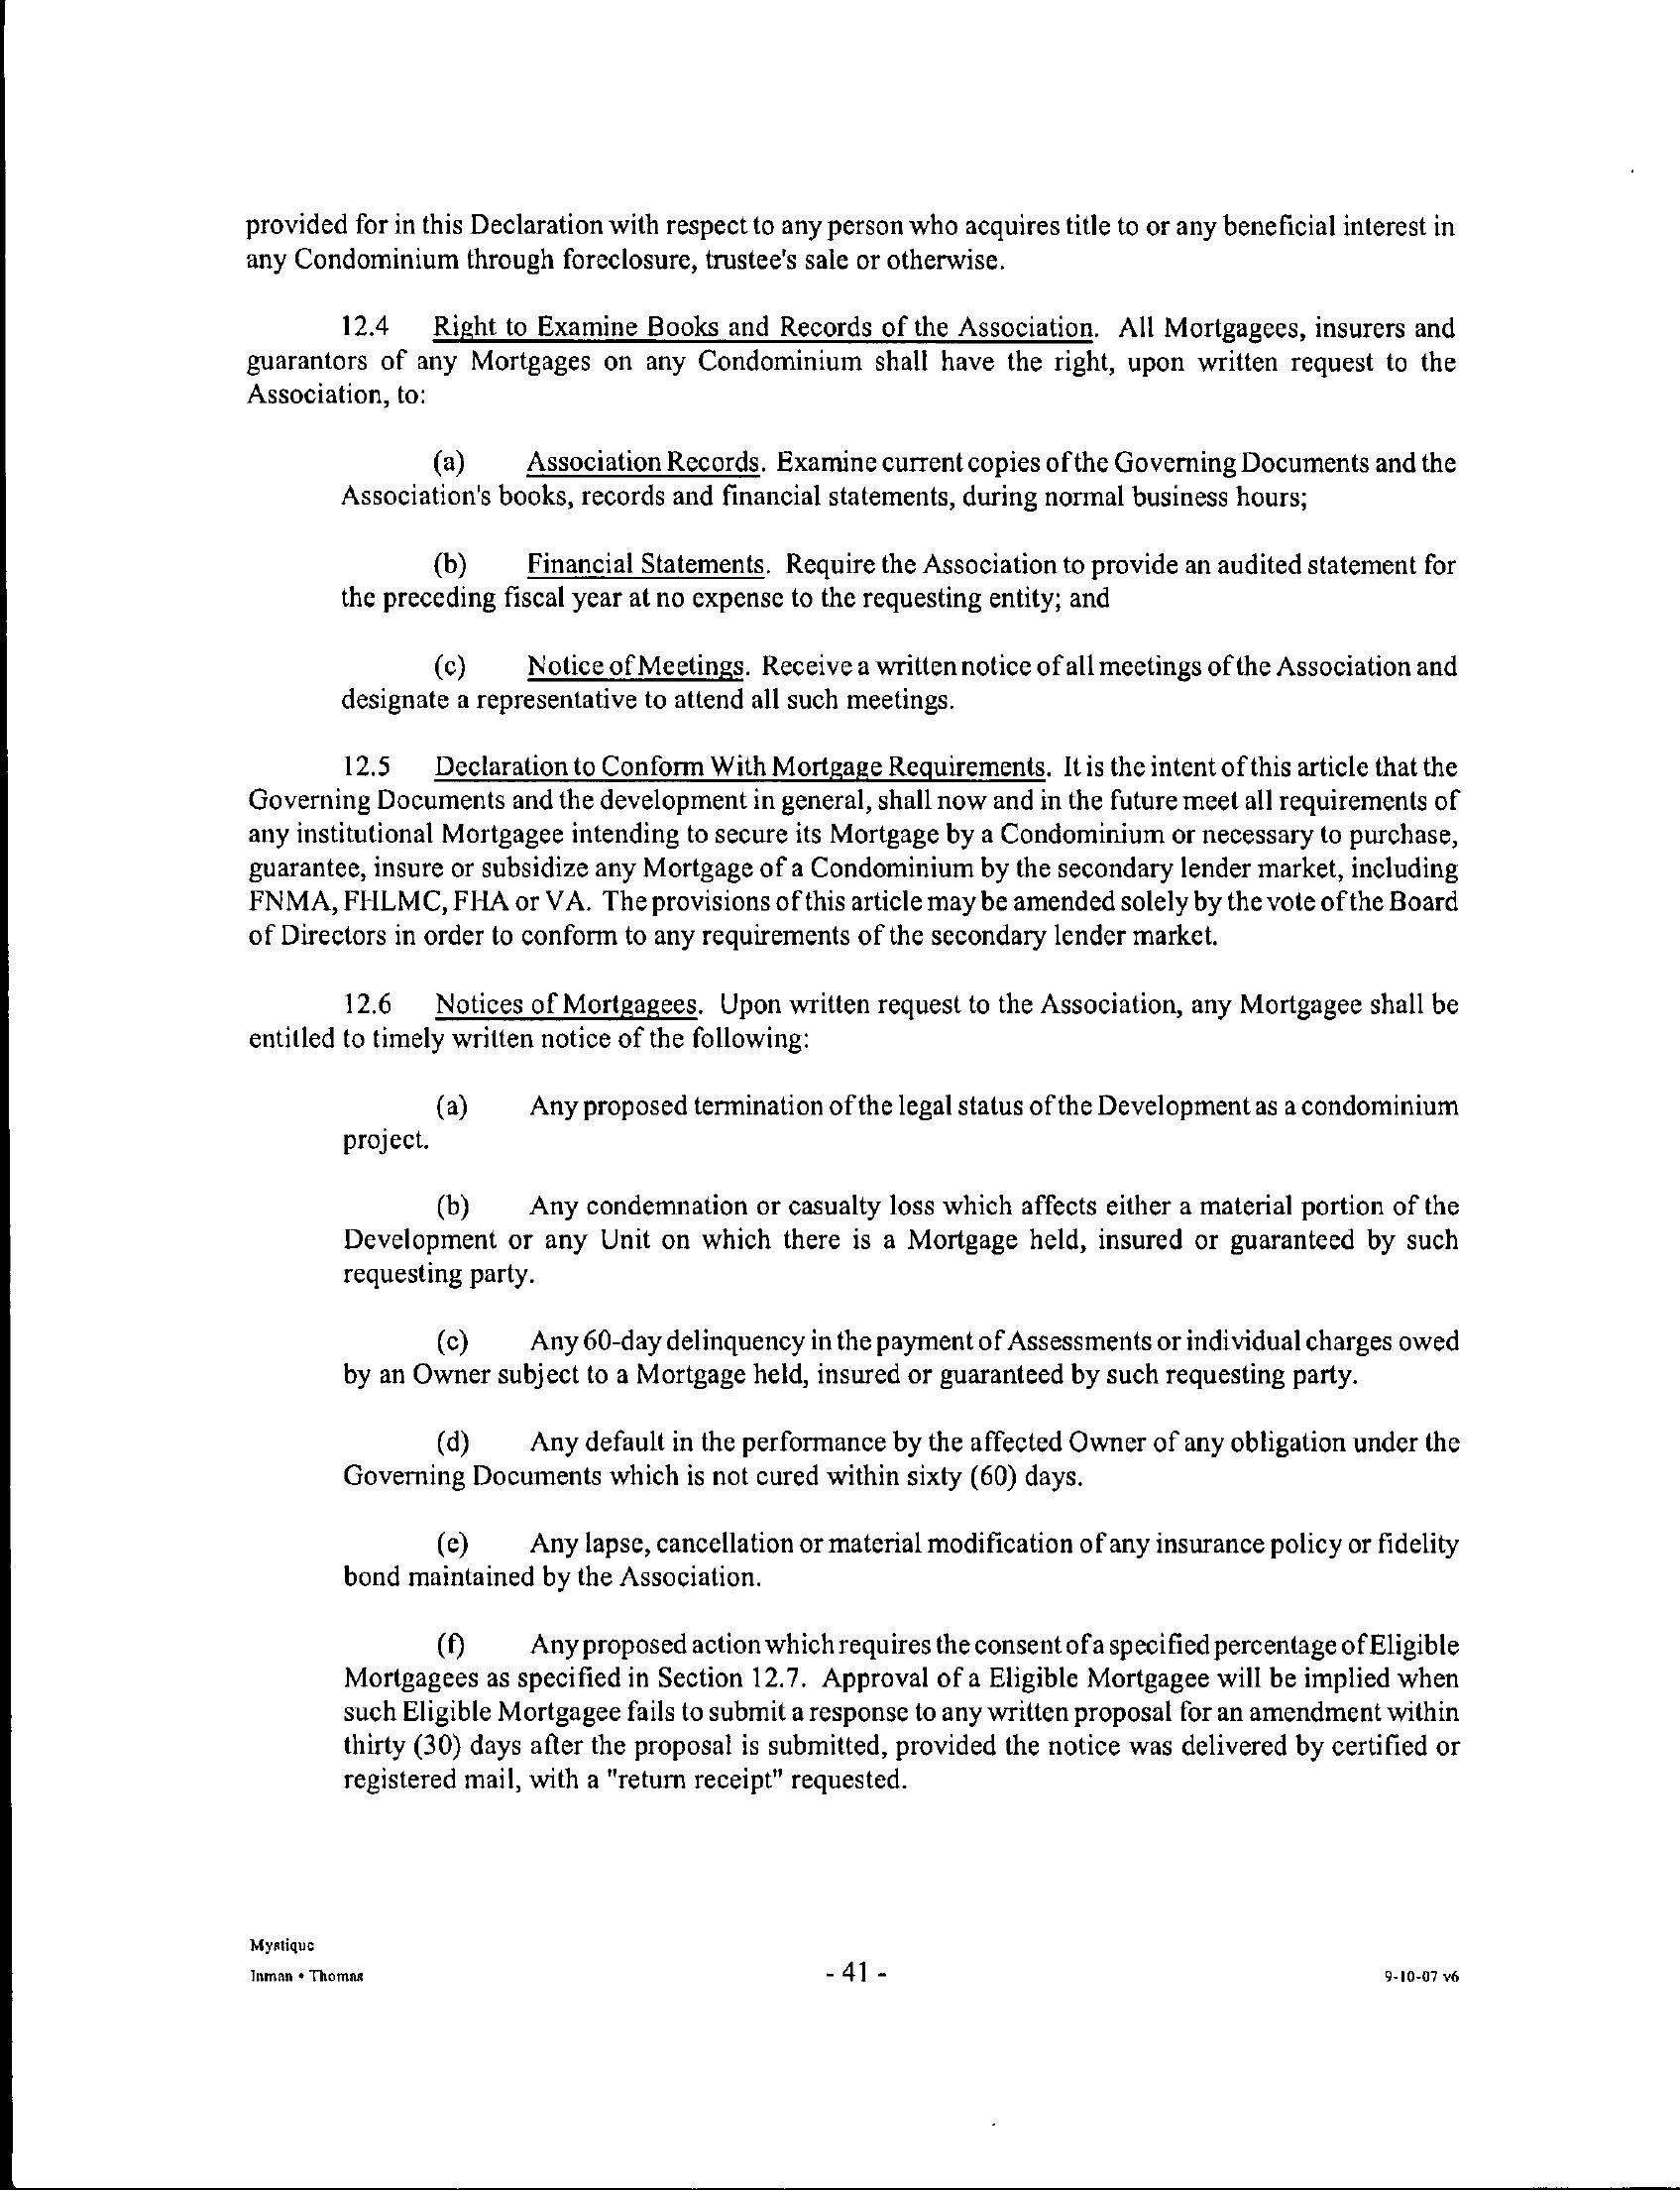 provided for in this Declaration with respect to any person who acquires title to or any beneficial interest in
any Condominium through foreclosure, trustee's sale or otherwise.
12.4 Right to Examine Books and Records of the Association. All Mortgagees, insurers and
guarantors of any Mortgages on any Condominium shall have the right, upon written request to the
Association, to:
(a) Association Records. Examine current copies of the Governing Documents and the
Association's books, records and financial statements, during normal business hours;
(b) Financial Statements. Require the Association to provide an audited statement for
the preceding fiscal year at no expense to the requesting entity; and
(c) Notice of Meetings. Receive a written notice of all meetings of the Association and
designate a representative to attend all such meetings.
12.5 Declaration to Conform With Mortgage Requirements. It is the intent of this article that the
Governing Documents and the development in general, shall now and in the future meet all requirements of
any institutional Mortgagee intending to secure its Mortgage by a Condominium or necessary to purchase,
guarantee, insure or subsidize any Mortgage of a Condominium by the secondary lender market, including
FNMA, FHLMC, FHA or VA. The provisions of this article may be amended solely by the vote of the Board
of Directors in order to conform to any requirements of the secondary lender market.
12.6 Notices of Mortgagees. Upon written request to the Association, any Mortgagee shall be
entitled to timely written notice of the following:
(a) Any proposed termination of the legal status of the Development as a condominium
project.
(b) Any condemnation or casualty loss which affects either a material portion of the
Development or any Unit on which there is a Mortgage held, insured or guaranteed by such
requesting party.
(c) Any 60-day delinquency in the payment of Assessments or individual charges owed
by an Owner subject to a Mortgage held, insured or guaranteed by such requesting party.
(d) Any default in the performance by the affected Owner of any obligation under the
Governing Documents which is not cured within sixty (60) days.
(e) Any lapse, cancellation or material modification of any insurance policy or fidelity
bond maintained by the Association.
(f) Any proposed action which requires the consent of a specified percentage of Eligible
Mortgagees as specified in Section 12.7. Approval of a Eligible Mortgagee will be implied when
such Eligible Mortgagee fails to submit a response to any written proposal for an amendment within
thirty (30) days after the proposal is submitted, provided the notice was delivered by certified or
registered mail, with a "return receipt" requested.
Mystique
Inman • Thomas - 41 - 9-10-07 v6